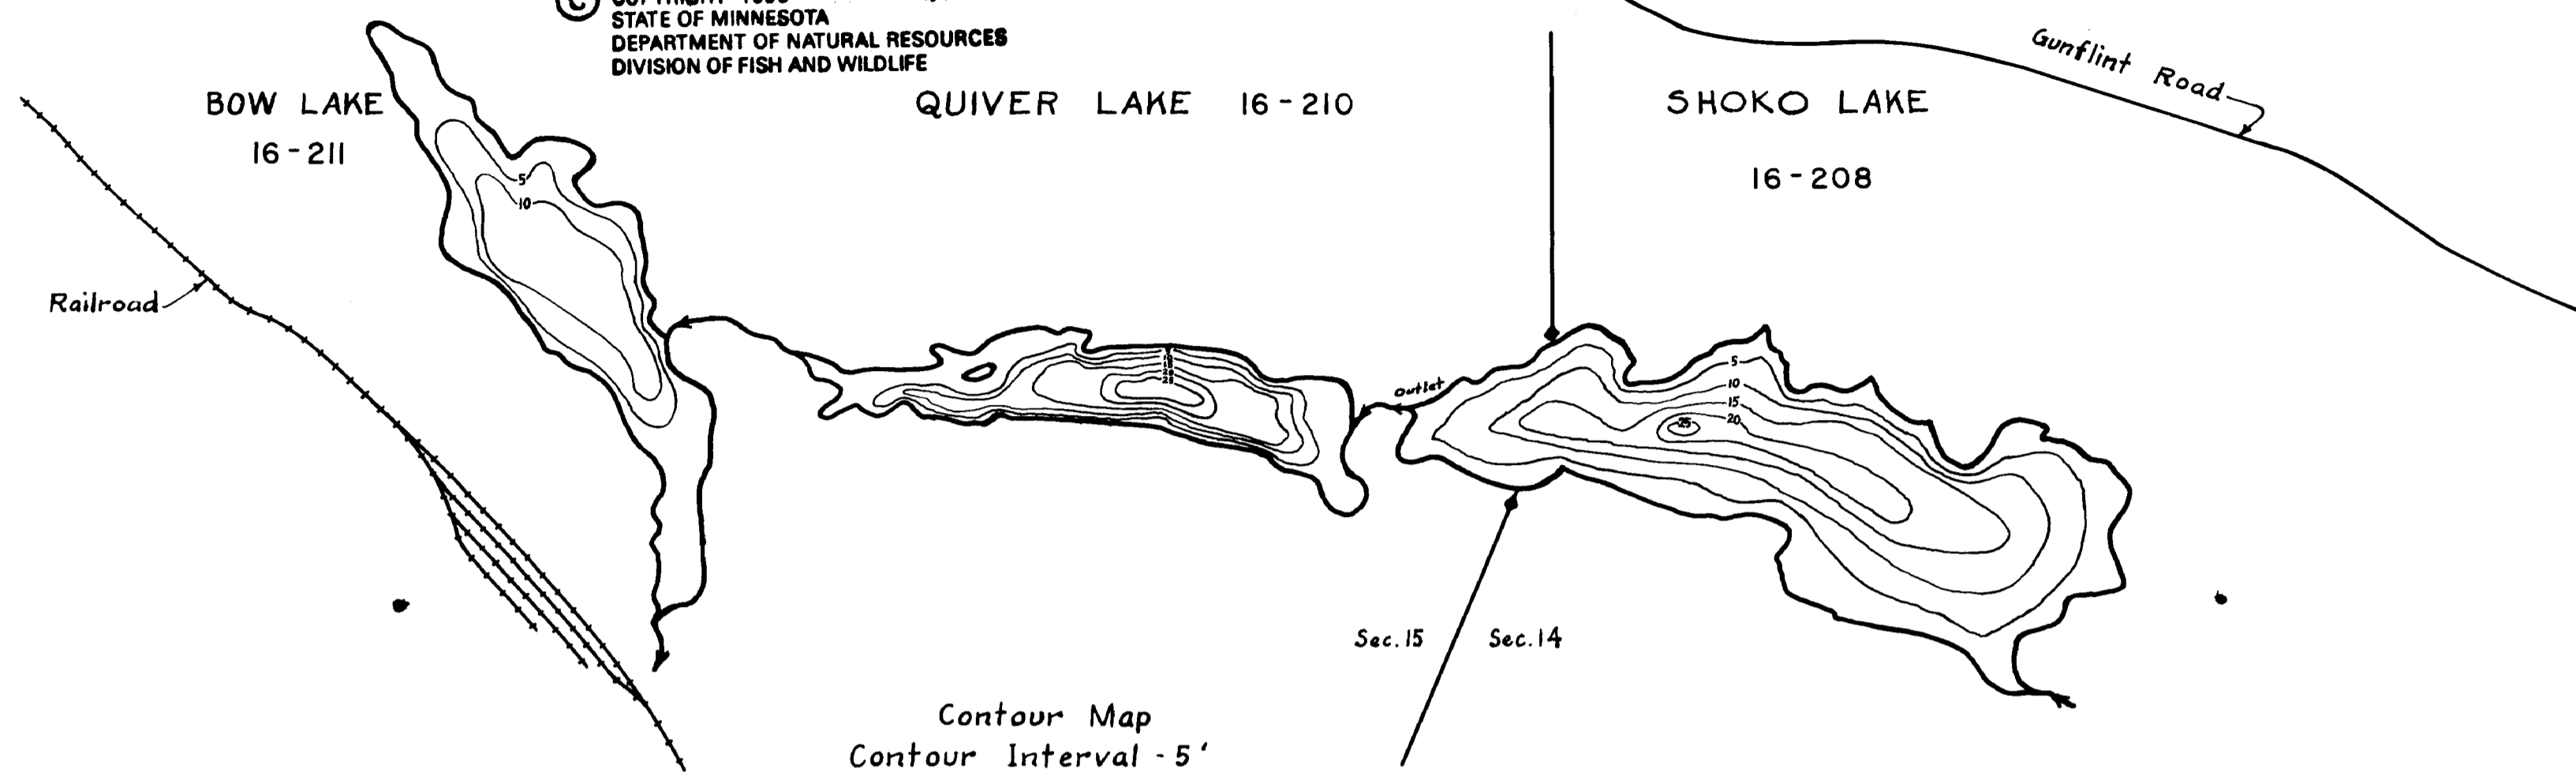 ©
STATE OF MINNESOTA
DEPARTMENT OF NATURAL RESOURCES
DIVISION OF FISH AND WILDLIFE
Gunflint Road
BOW LAKE
16-211
QUIVER LAKE 16-210
SHOKO LAKE
16-208
5
10
Railroad
20
25
Outlet
5
10
15
20
25
Sec. 15
Sec. 14
Contour Map
Contour Interval - 5'